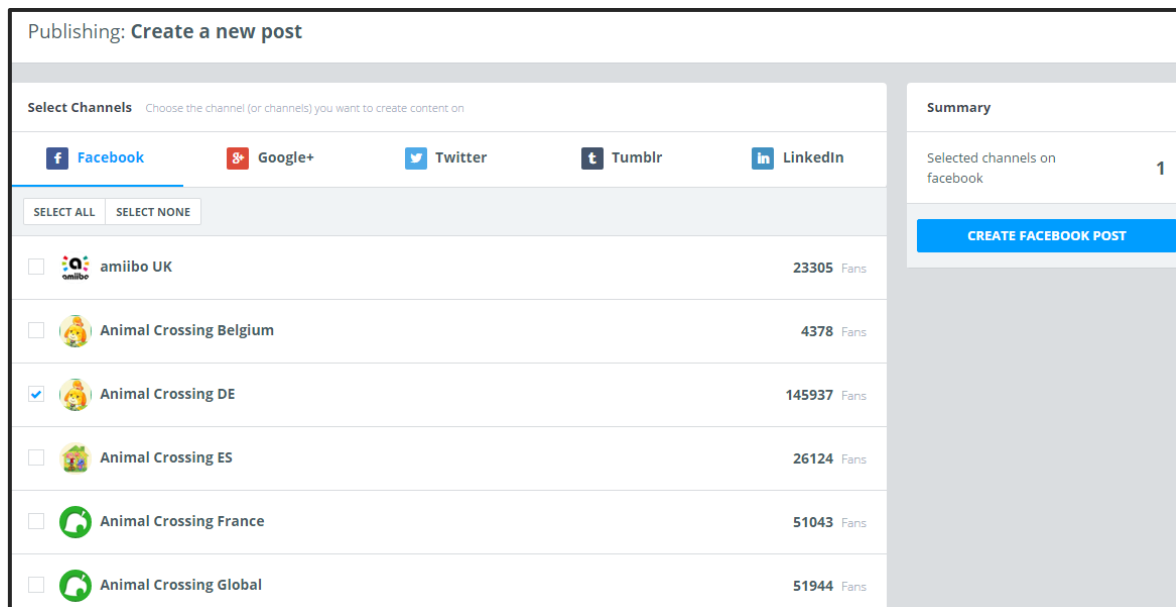 Publishing: Create a new post
Select Channels Choose the channel (or channels) you want to create content on
Facebook Google+ Twitter Tumblr LinkedIn
SELECT ALL SELECT NONE
amiibo UK 23305 Fans
Animal Crossing Belgium 4378 Fans
Animal Crossing DE 145937 Fans
Animal Crossing ES 26124 Fans
Animal Crossing France 51043 Fans
Animal Crossing Global 51944 Fans
Summary
Selected channels on
facebook 1
CREATE FACEBOOK POST